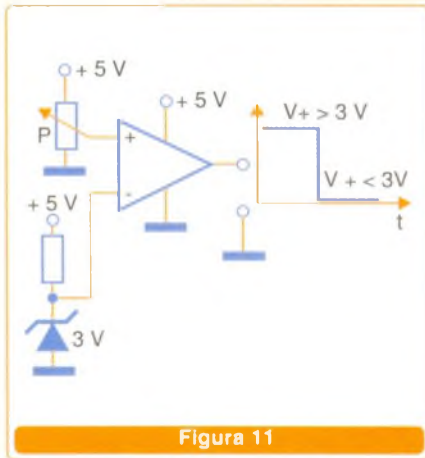 + 5 V
+ 5 V
P
+
-
V+ > 3 V
V + < 3V
t
+ 5 V
3 V
Figura 11